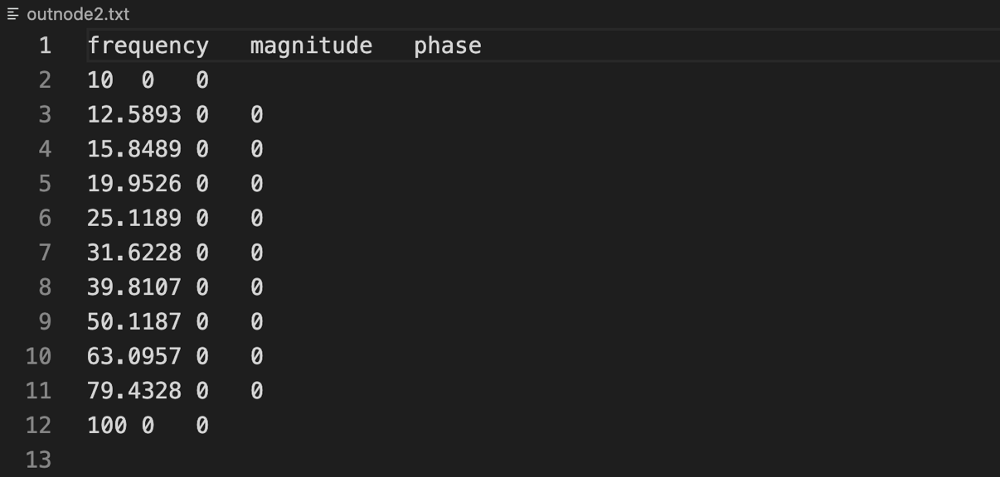 outnode2.txt
1 frequency magnitude phase
2 10 0 0
3 12.5893 0 0
4 15.8489 0 0
5 19.9526 0 0
6 25.1189 0 0
7 31.6228 0 0
8 39.8107 0 0
9 50.1187 0 0
10 63.0957 0 0
11 79.4328 0 0
12 100 0 0
13